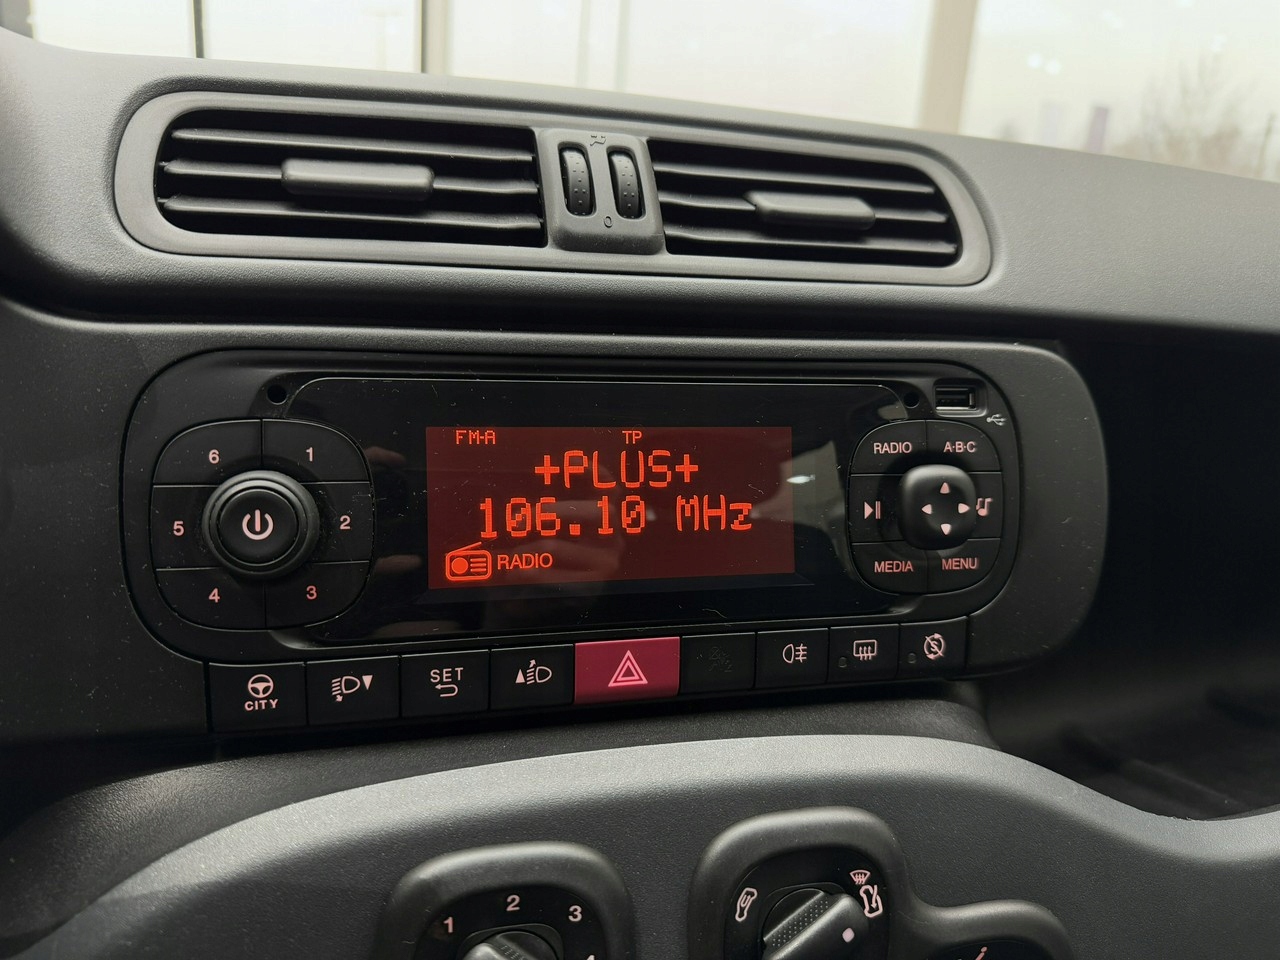 0
FM-A TP
+PLUS+
106.10 MHz
RADIO
6 1
5 2
4 3
RADIO A·B·C
MEDIA MENU
CITY
SET
1 2 3